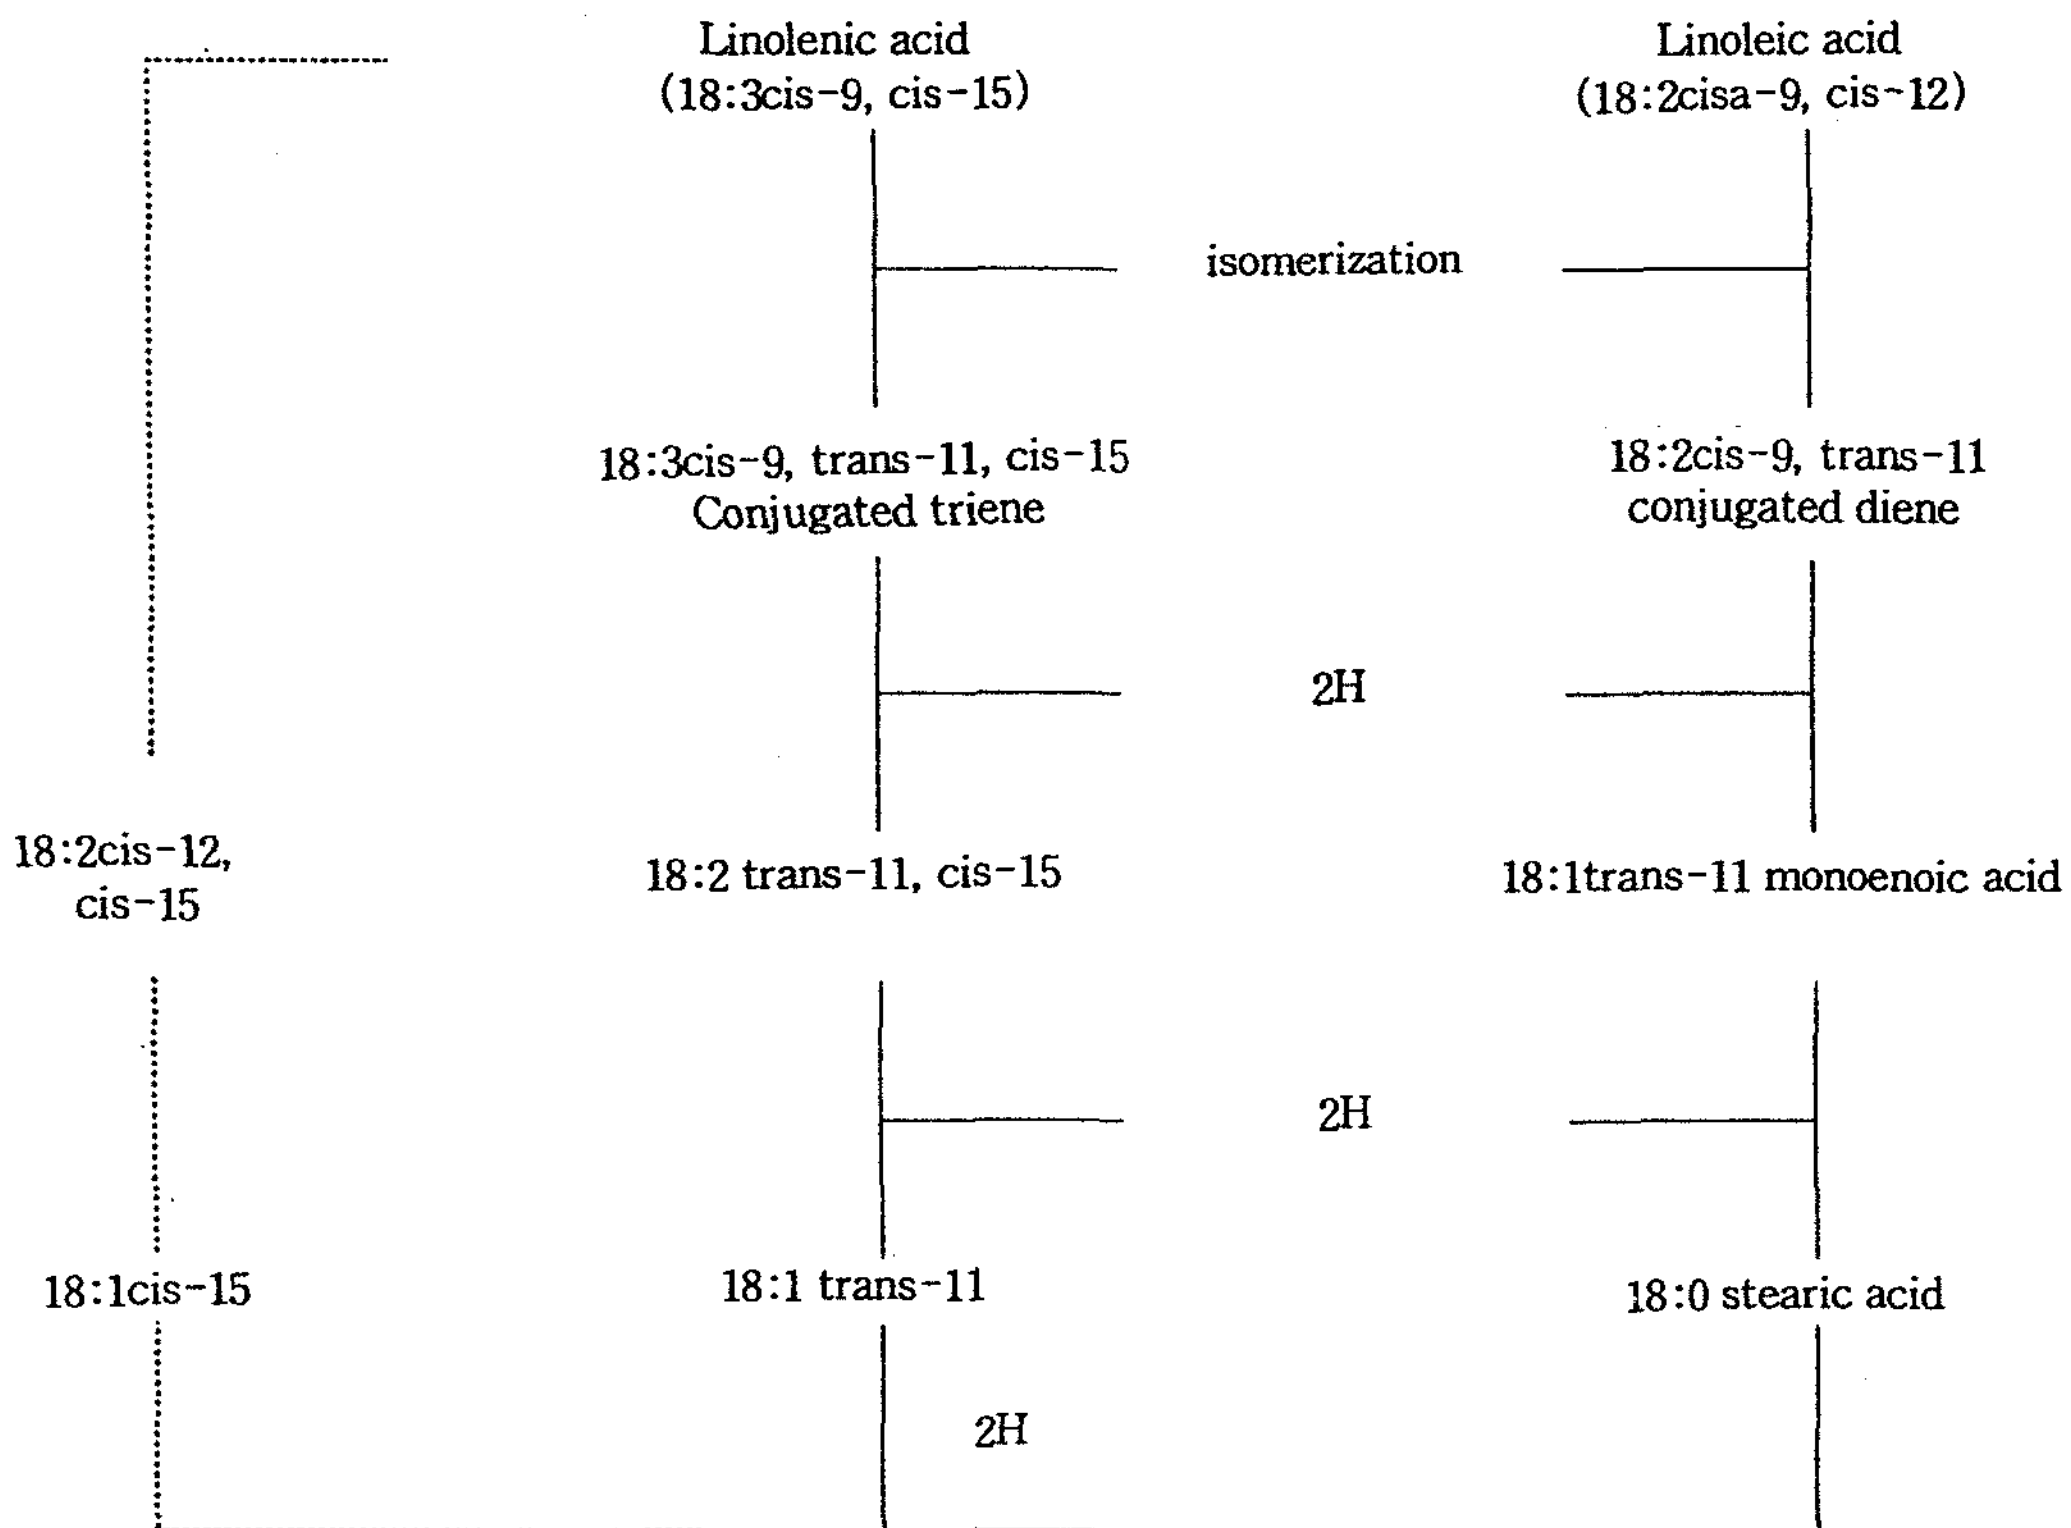 Linolenic acid
(18:3cis-9, cis-15)
Linoleic acid
(18:2cisa-9, cis-12)
isomerization
18:3cis-9, trans-11, cis-15
Conjugated triene
18:2cis-9, trans-11
conjugated diene
2H
18:2cis-12,
cis-15
18:2 trans-11, cis-15
18:1trans-11 monoenoic acid
2H
18:1cis-15
18:1 trans-11
18:0 stearic acid
2H